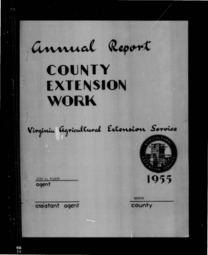 Annual Report
COUNTY
EXTENSION
WORK
Virginia Agricultural Extension Service
1955
agent
assistant agent
county